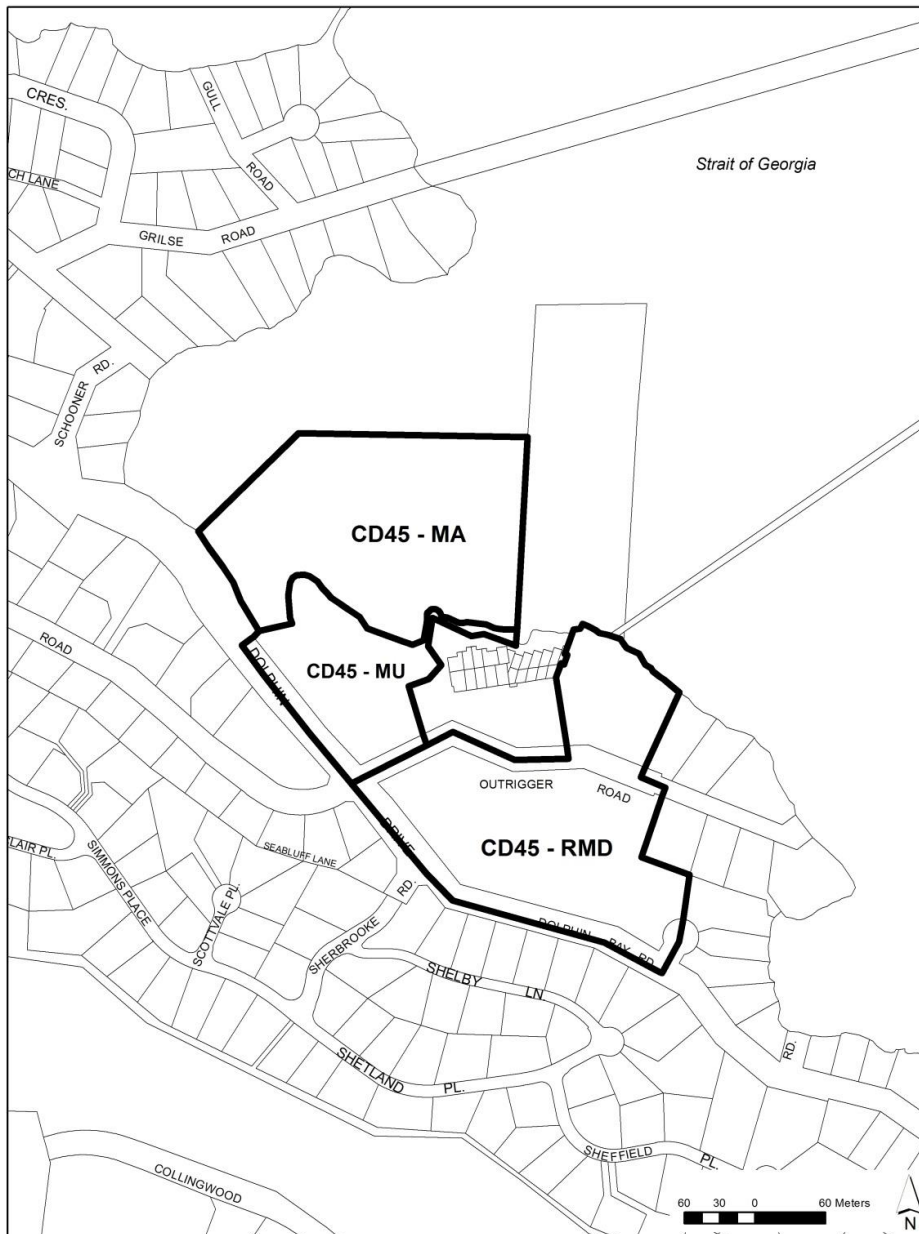 CRES.
GULL
ROAD
CH LANE
GRILSE ROAD
Strait of Georgia
SCHOONER RD.
CD45 - MA
ROAD
DOLPHIN
CD45 - MU
OUTRIGGER ROAD
DRIVE
CD45 - RMD
SEABLUFF LANE
LAIR PL.
SIMMONS PLACE
SCOTTVALE PL.
SHERBROOKE RD.
DOLPHIN BAY RD.
SHELBY LN
SHETLAND PL.
RD.
SHEFFIELD PL.
COLLINGWOOD
60 30 0 60 Meters
N